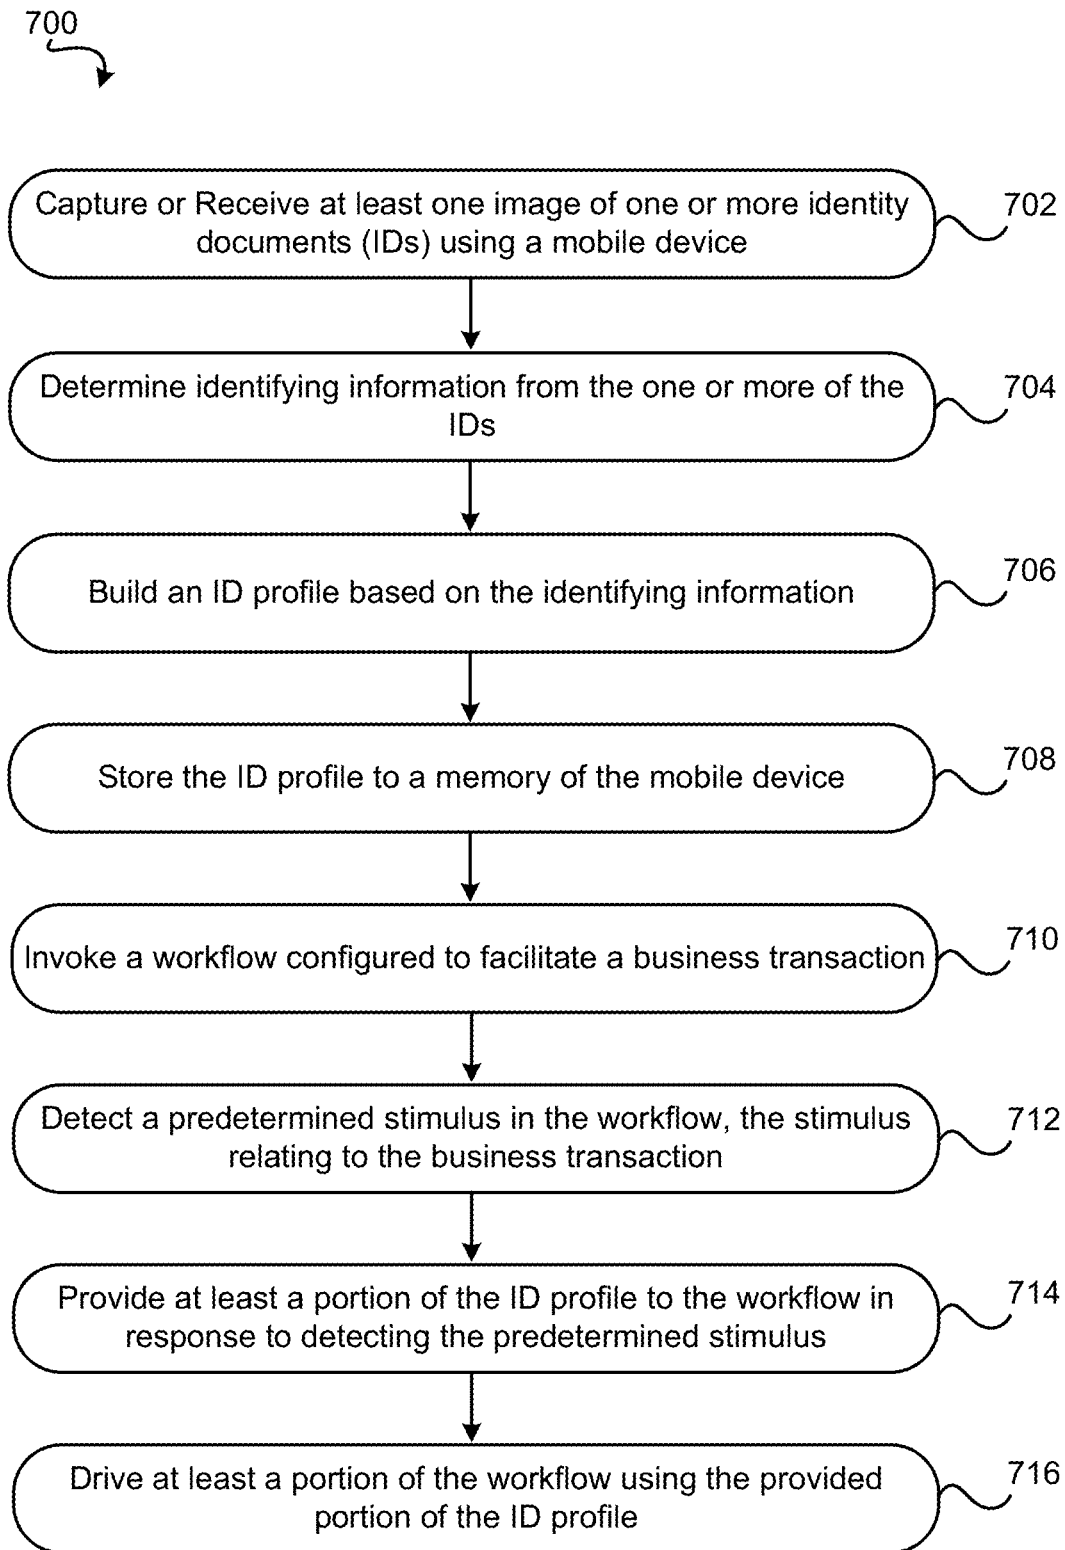 700
Capture or Receive at least one image of one or more identity
documents (IDs) using a mobile device
702
Determine identifying information from the one or more of the
IDs
704
Build an ID profile based on the identifying information
706
Store the ID profile to a memory of the mobile device
708
Invoke a workflow configured to facilitate a business transaction
710
Detect a predetermined stimulus in the workflow, the stimulus
relating to the business transaction
712
Provide at least a portion of the ID profile to the workflow in
response to detecting the predetermined stimulus
714
Drive at least a portion of the workflow using the provided
portion of the ID profile
716